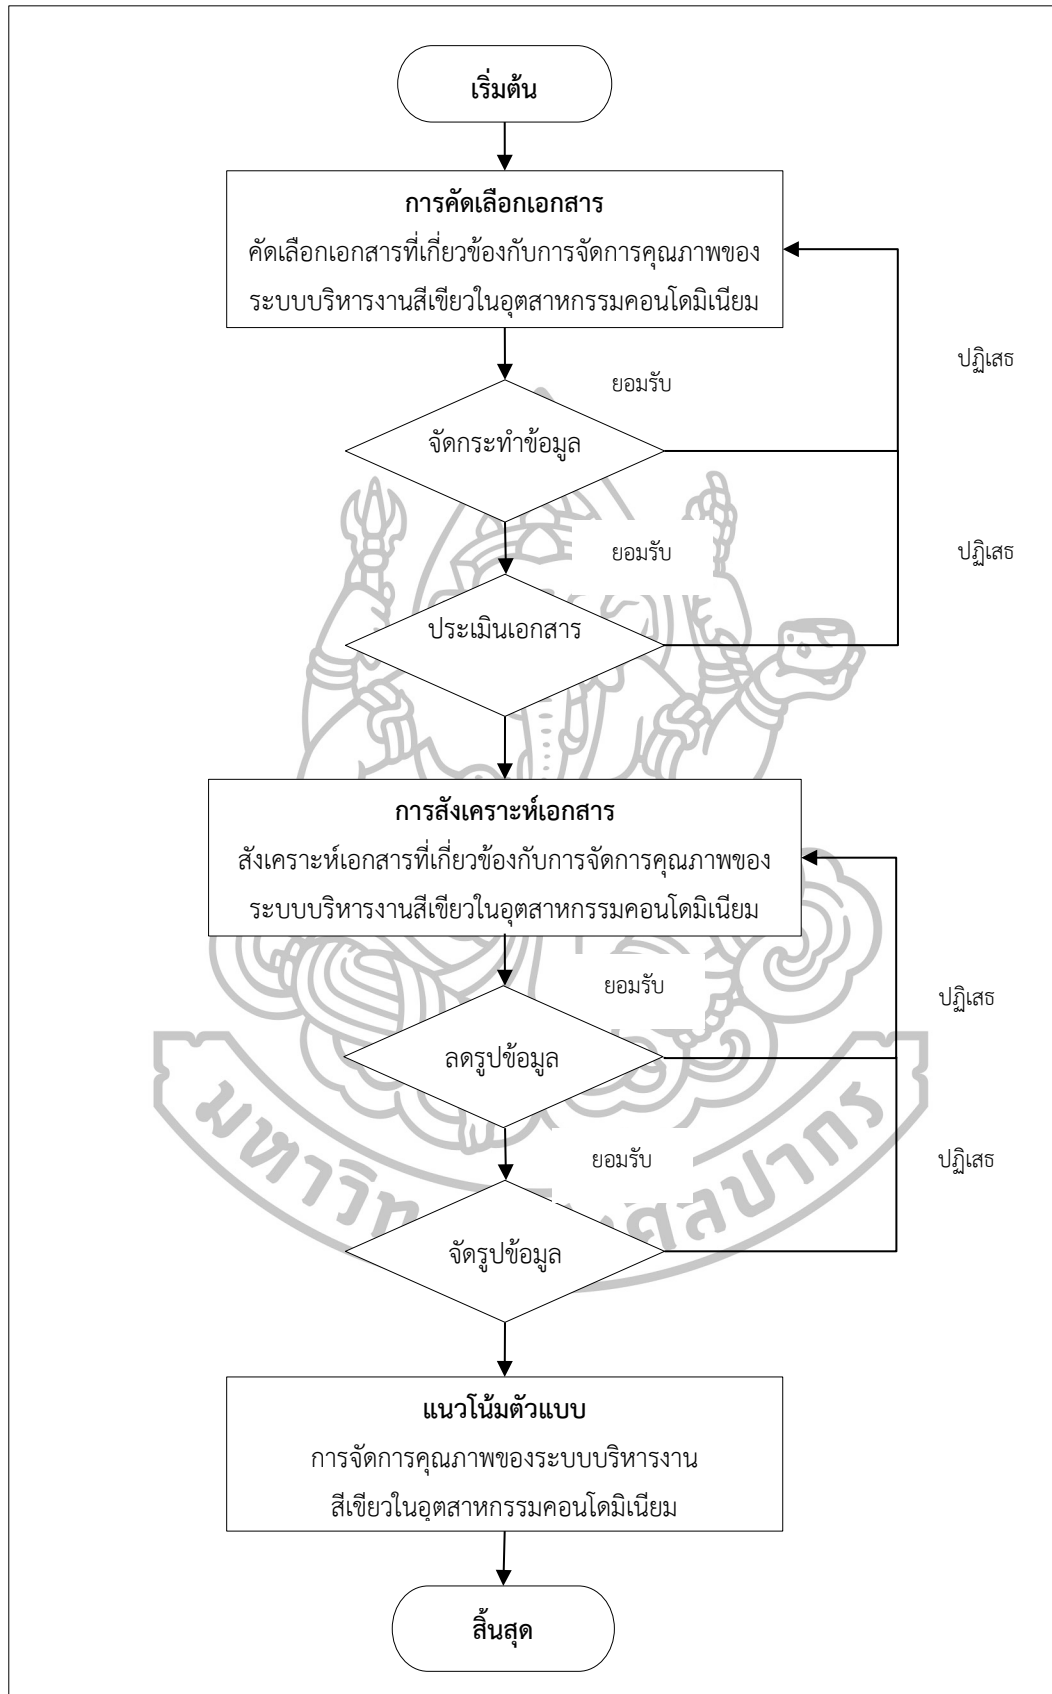 เริ่มต้น
การคัดเลือกเอกสาร
คัดเลือกเอกสารที่เกี่ยวข้องกับการจัดการคุณภาพของ
ระบบบริหารงานสีเขียวในอุตสาหกรรมคอนโดมิเนียม
ปฏิเสธ
ยอมรับ
จัดกระทำข้อมูล
ยอมรับ
ปฏิเสธ
ประเมินเอกสาร
การสังเคราะห์เอกสาร
สังเคราะห์เอกสารที่เกี่ยวข้องกับการจัดการคุณภาพของ
ระบบบริหารงานสีเขียวในอุตสาหกรรมคอนโดมิเนียม
ยอมรับ
ปฏิเสธ
ลดรูปข้อมูล
ยอมรับ
ปฏิเสธ
จัดรูปข้อมูล
แนวโน้มตัวแบบ
การจัดการคุณภาพของระบบบริหารงาน
สีเขียวในอุตสาหกรรมคอนโดมิเนียม
สิ้นสุด